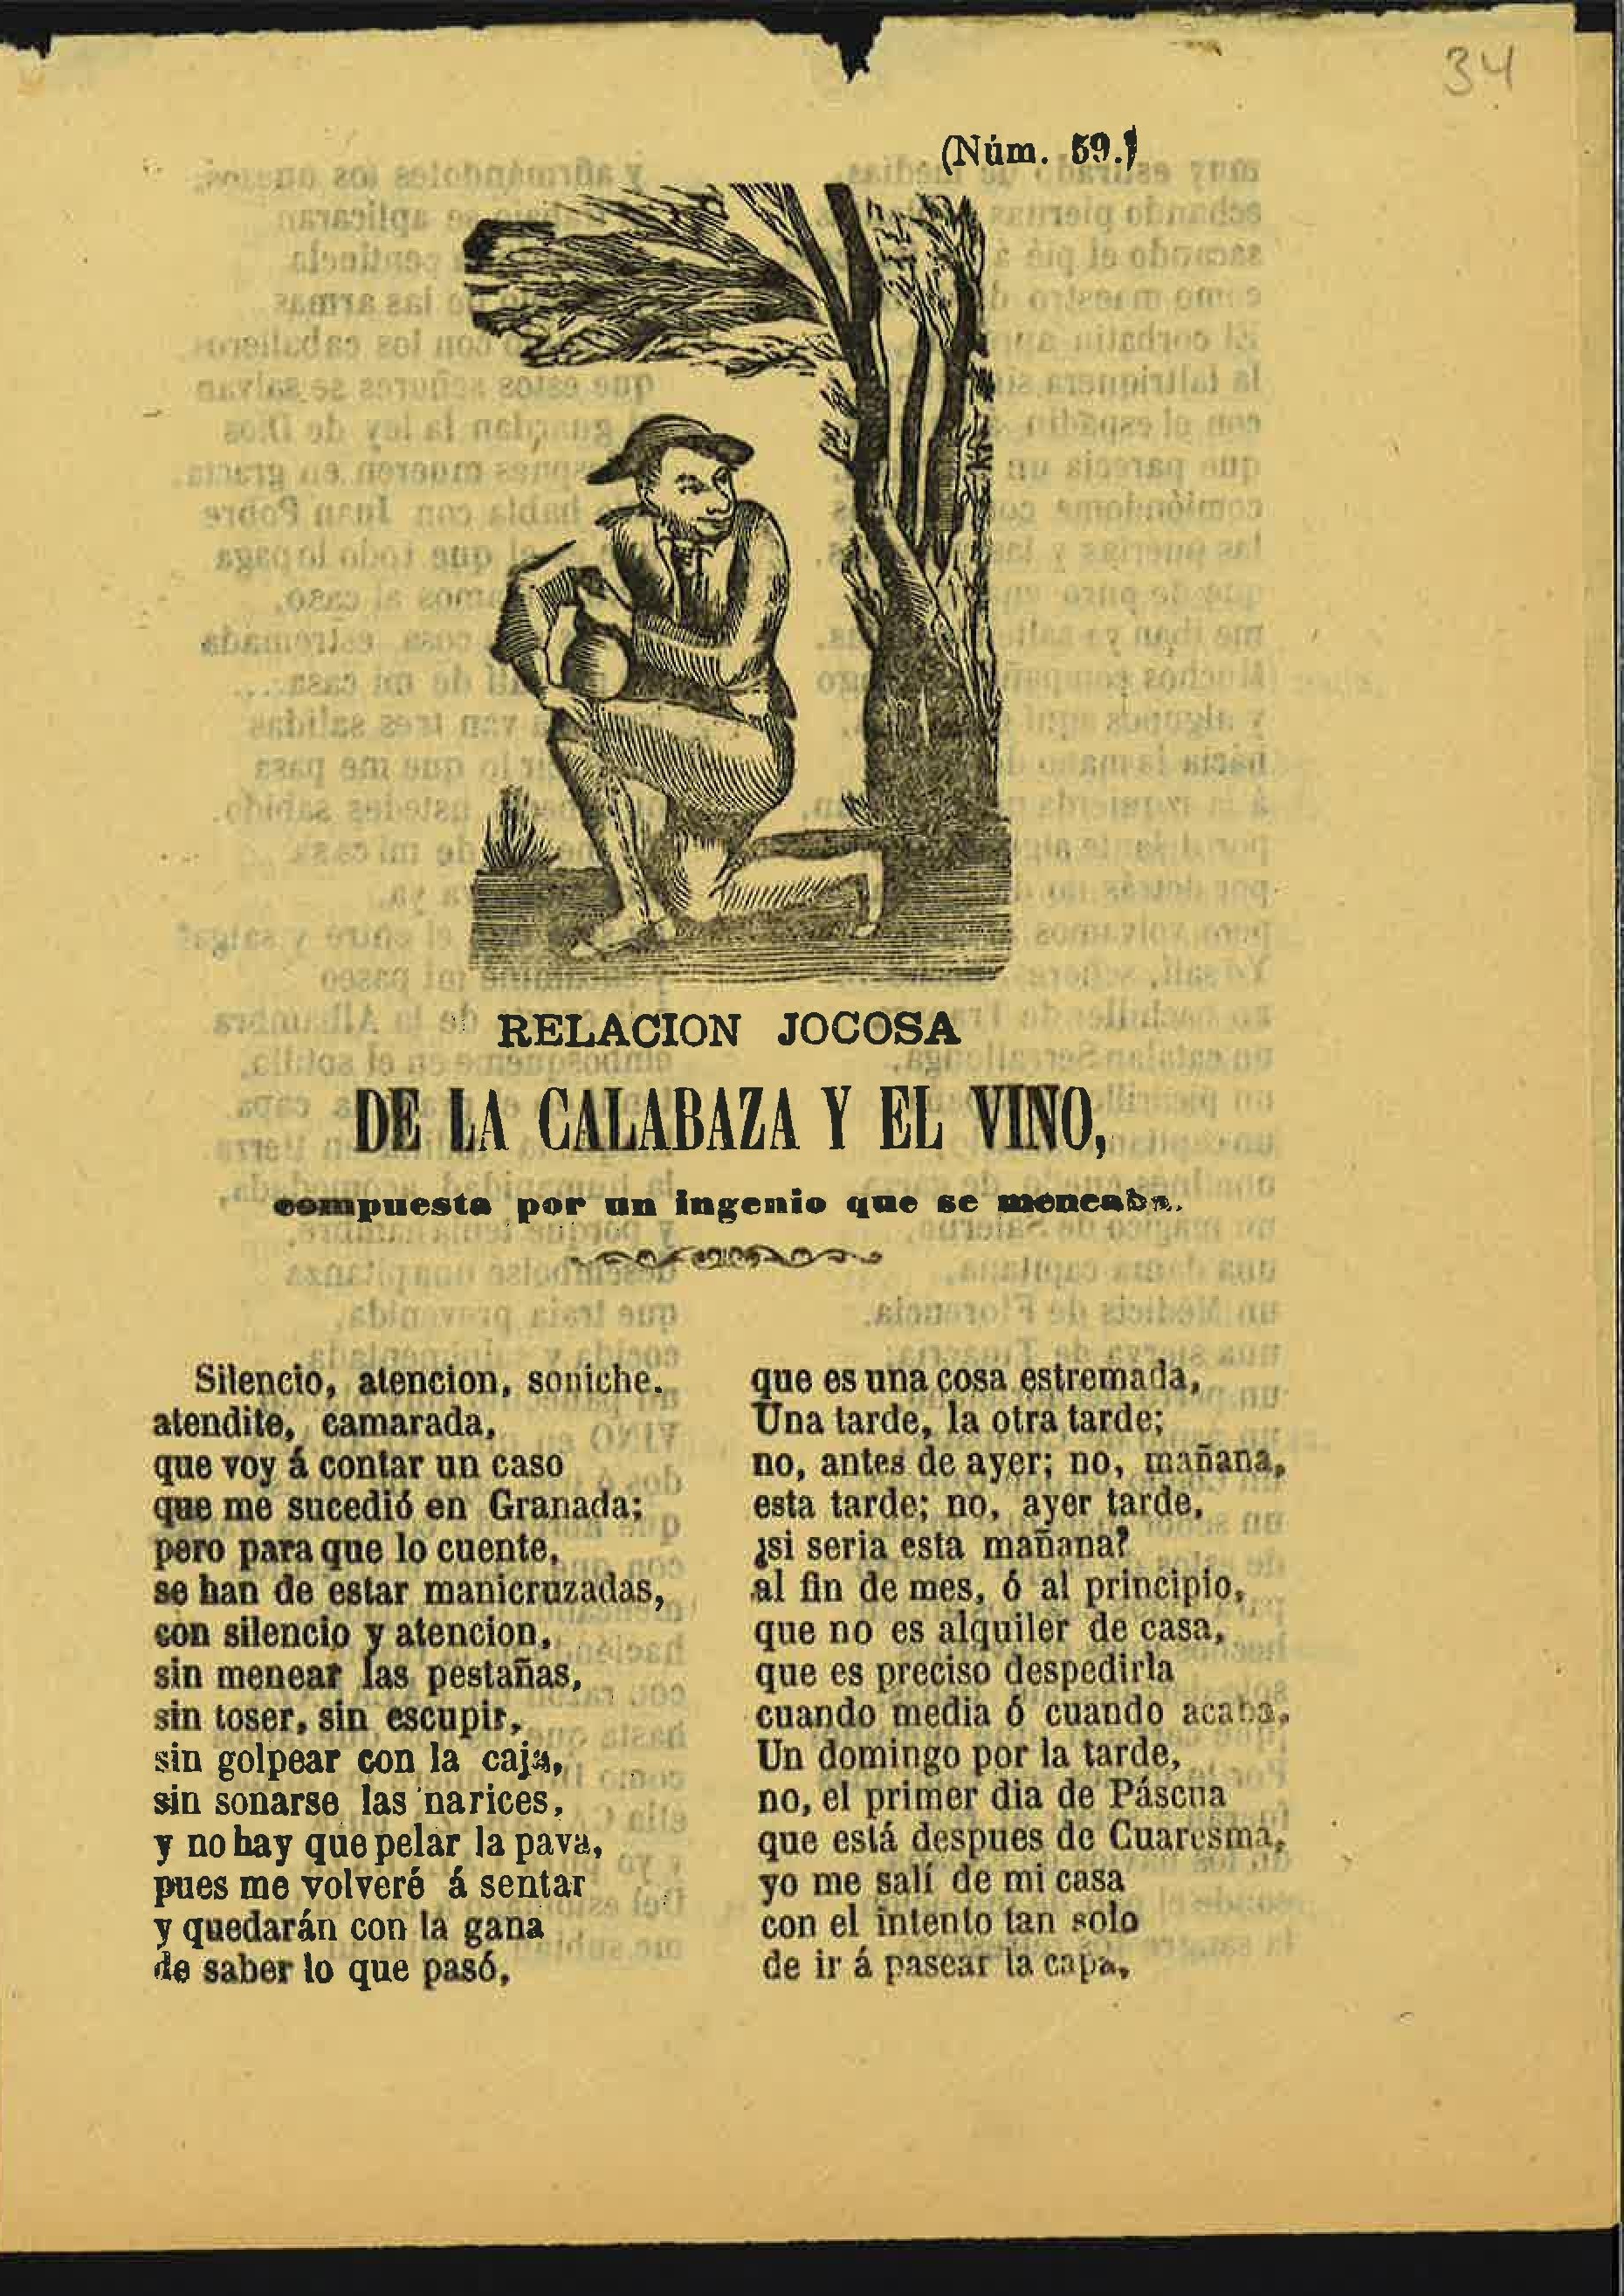 34
(Núm. 59.)
RELACION JOCOSA
DE LA CALABAZA Y EL VINO,
compuesta por un ingenio que se meneaba.
Silencio, atencion, soniche.
atendite, camarada,
que voy á contar un caso
que me sucedió en Granada;
pero para que lo cuente,
se han de estar manicruzadas,
con silencio y atencion,
sin menear las pestañas,
sin toser, sin escupir,
sin golpear con la caja,
sin sonarse las narices,
y no hay que pelar la pava,
pues me volveré á sentar
y quedarán con la gana
de saber lo que pasó,
que es una cosa estremada,
Una tarde, la otra tarde;
no, antes de ayer; no, mañana,
esta tarde; no, ayer tarde,
¿si seria esta mañana?
al fin de mes, ó al principio,
que no es alquiler de casa,
que es preciso despedirla
cuando media ó cuando acaba.
Un domingo por la tarde,
no, el primer dia de Páscua
que está despues de Cuaresma,
yo me salí de mi casa
con el intento tan solo
de ir á pasear la capa,